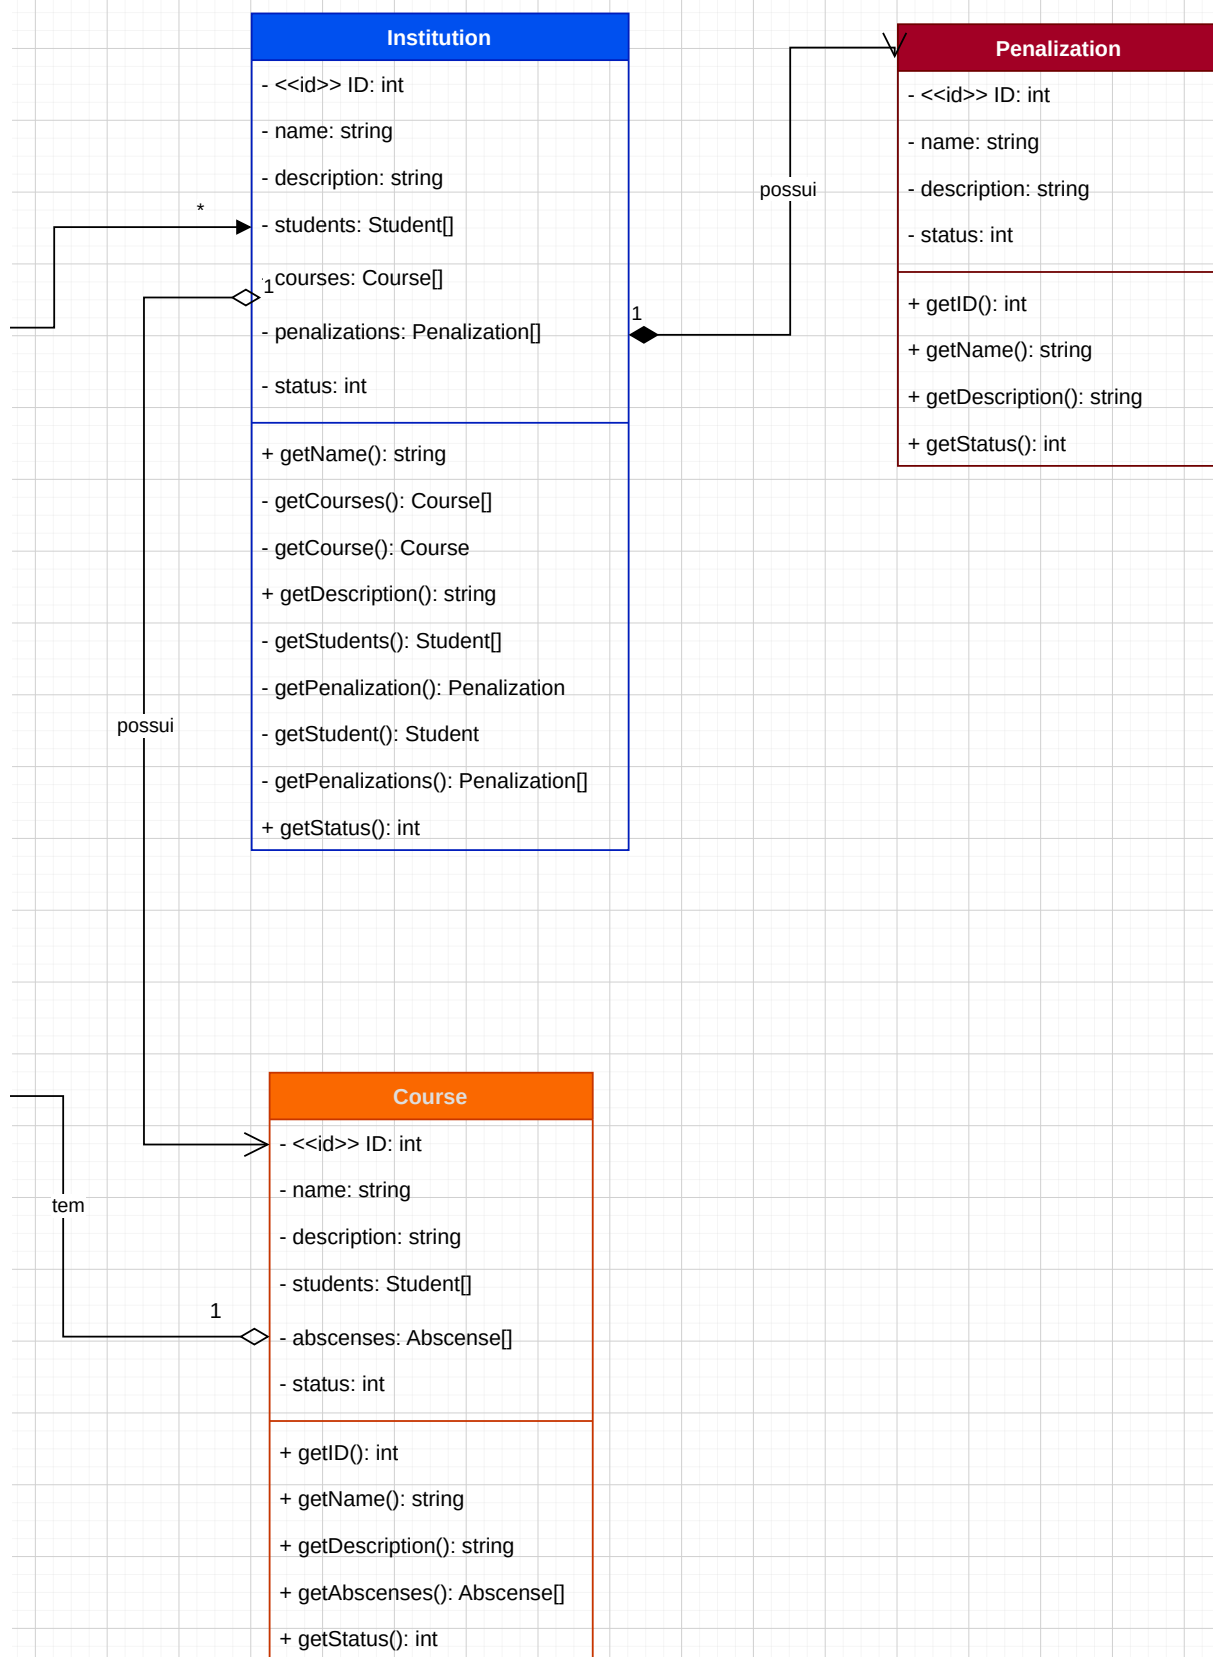 Institution
- <<id>> ID: int
- name: string
- description: string
*
- students: Student[]
- courses: Course[]
1
- penalizations: Penalization[]
1
- status: int
+ getName(): string
- getCourses(): Course[]
- getCourse(): Course
+ getDescription(): string
- getStudents(): Student[]
- getPenalization(): Penalization
- getStudent(): Student
- getPenalizations(): Penalization[]
+ getStatus(): int
possui
possui
Penalization
- <<id>> ID: int
- name: string
- description: string
- status: int
+ getID(): int
+ getName(): string
+ getDescription(): string
+ getStatus(): int
Course
- <<id>> ID: int
- name: string
- description: string
- students: Student[]
- abscenses: Abscense[]
- status: int
tem
1
+ getID(): int
+ getName(): string
+ getDescription(): string
+ getAbscenses(): Abscense[]
+ getStatus(): int